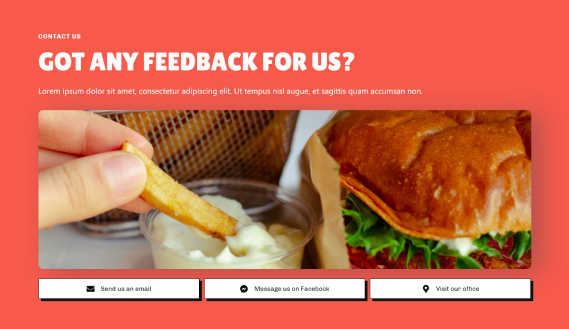 CONTACT US
GOT ANY FEEDBACK FOR US?
Lorem ipsum dolor sit amet, consectetur adipiscing elit. Ut tempus nisl augue, et sagittis quam accumsan non.
Send us an email
Message us on Facebook
Visit our office